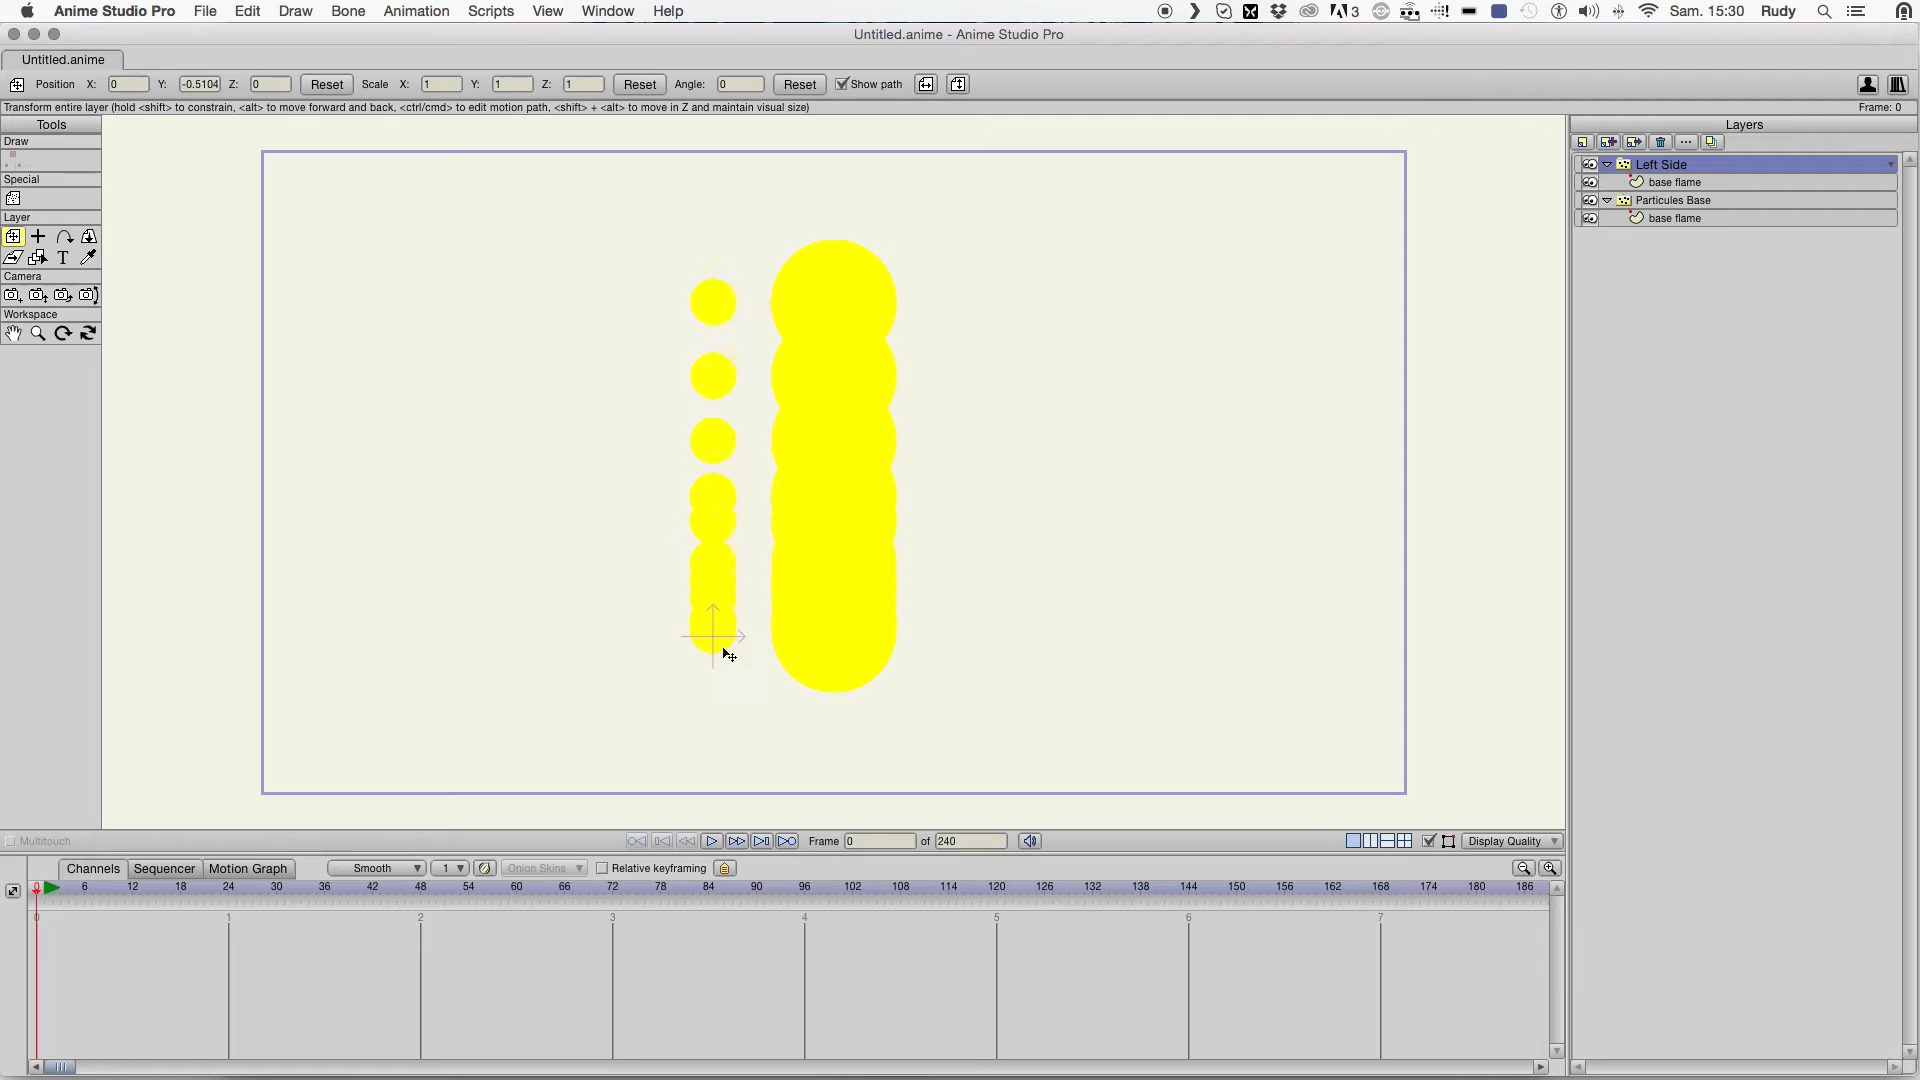 Anime Studio Pro File Edit Draw Bone Animation Scripts View Window Help 3 Sam. 15:30 Rudy
Untitled.anime - Anime Studio Pro
Untitled.anime
Position X: 0 Y: -0.5104 Z: 0 Reset Scale X: 1 Y: 1 Z: 1 Reset Angle: 0 Reset Show path
Transform entire layer (hold <shift> to constrain, <alt> to move forward and back, <ctrl/cmd> to edit motion path, <shift> + <alt> to move in Z and maintain visual size) Frame: 0
Tools
Layers
Draw
Left Side
Special
base flame
Particules Base
Layer
base flame
T
Camera
Workspace
Multitouch Frame 0 of 240 Display Quality
Channels Sequencer Motion Graph Smooth 1 Onion Skins Relative keyframing
0 6 12 18 24 30 36 42 48 54 60 66 72 78 84 90 96 102 108 114 120 126 132 138 144 150 156 162 168 174 180 186
0 1 2 3 4 5 6 7